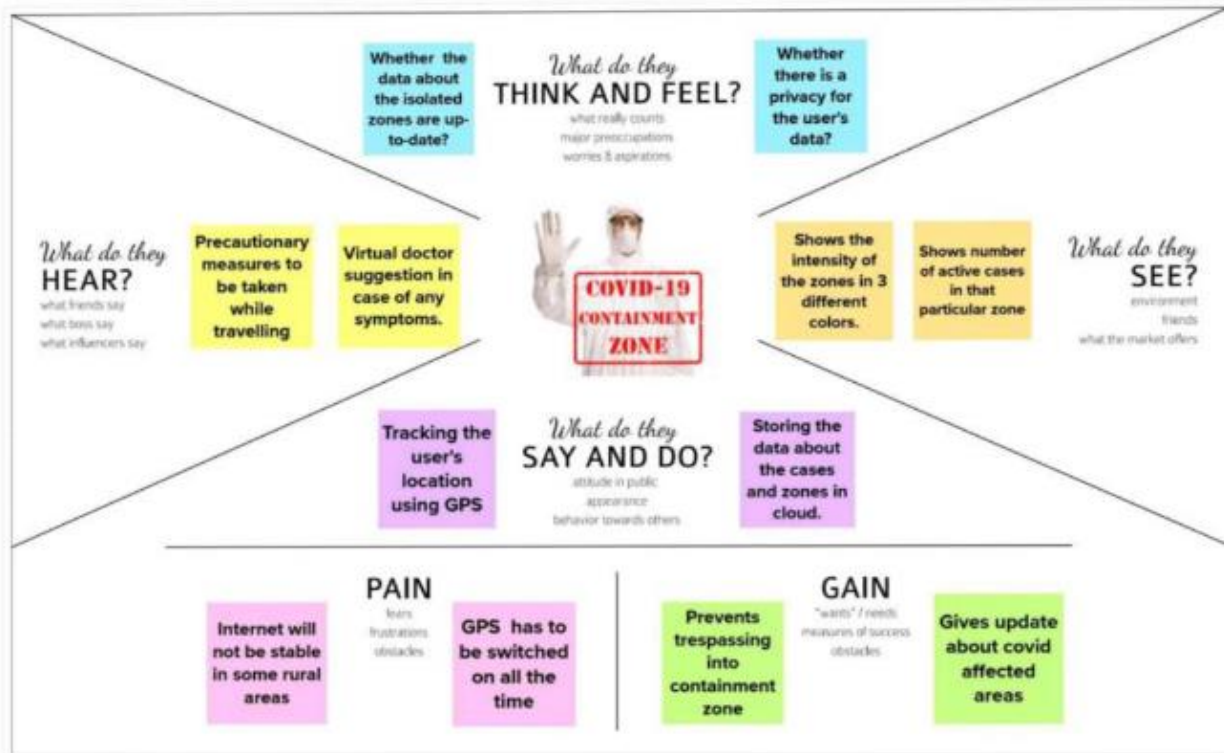 Whether the
data about
the isolated
zones are up-
to-date?
What do they
THINK AND FEEL?
what really counts
major preoccupations
worries & aspirations
Whether
there is a
privacy for
the user's
data?
What do they
HEAR?
what friends say
what boss say
what influencers say
Precautionary
measures to
be taken
while
travelling
Virtual doctor
suggestion in
case of any
symptoms.
COVID-19
CONTAINMENT
ZONE
Shows the
intensity of
the zones in 3
different
colors.
Shows number
of active cases
in that
particular zone
What do they
SEE?
environment
friends
what the market offers
Tracking the
user's
location
using GPS
What do they
SAY AND DO?
attitude in public
appearance
behavior towards others
Storing the
data about
the cases
and zones in
cloud.
PAIN
fears
frustrations
obstacles
Internet will
not be stable
in some rural
areas
GPS has to
be switched
on all the
time
GAIN
"wants" / needs
measures of success
obstacles
Prevents
trespassing
into
containment
zone
Gives update
about covid
affected
areas